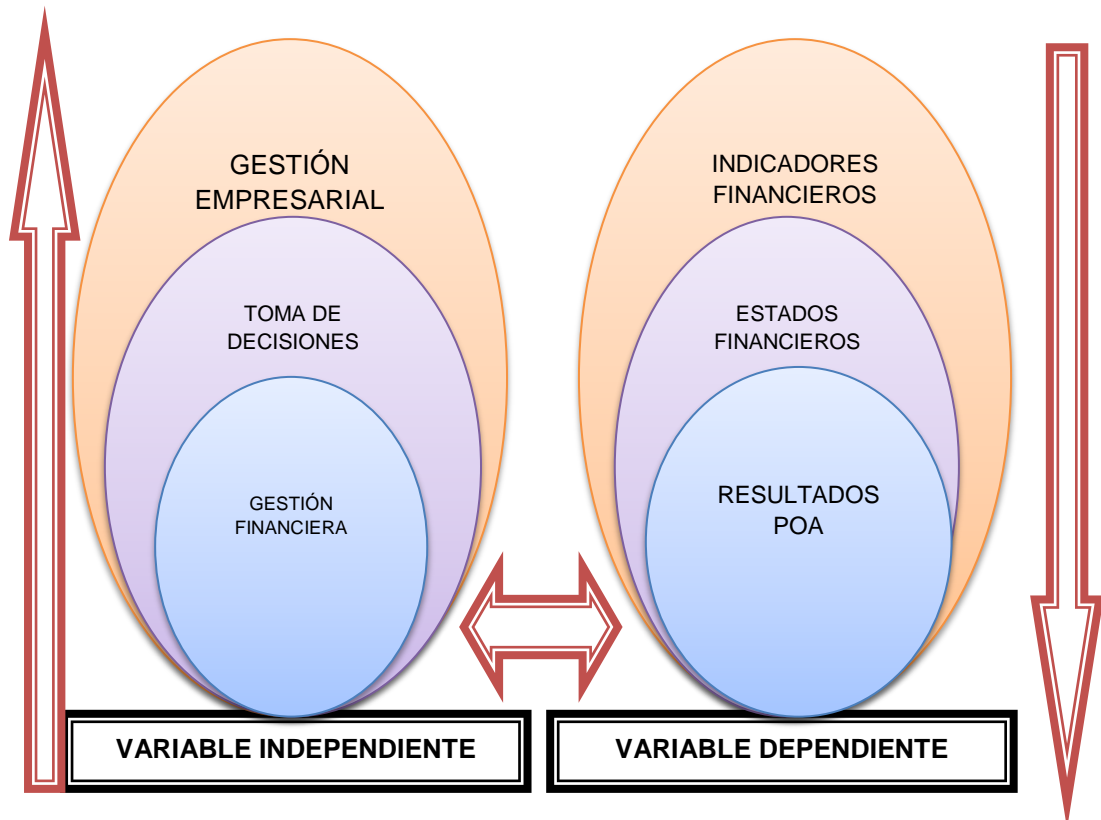 GESTIÓN
EMPRESARIAL
TOMA DE
DECISIONES
GESTIÓN
FINANCIERA
VARIABLE INDEPENDIENTE
INDICADORES
FINANCIEROS
ESTADOS
FINANCIEROS
RESULTADOS
POA
VARIABLE DEPENDIENTE